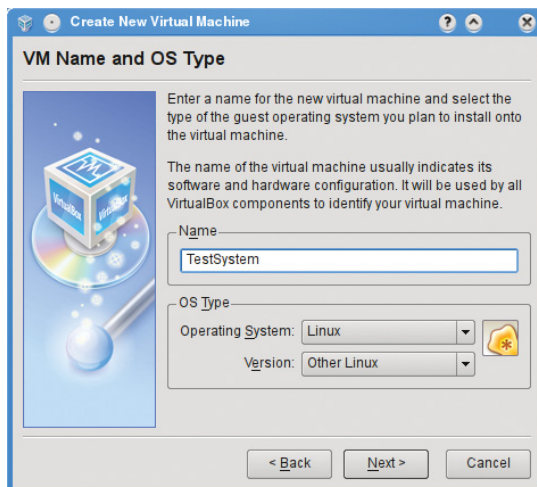 Create New Virtual Machine
VM Name and OS Type
Enter a name for the new virtual machine and select the
type of the guest operating system you plan to install onto
the virtual machine.
The name of the virtual machine usually indicates its
software and hardware configuration. It will be used by all
VirtualBox components to identify your virtual machine.
VirtualBox
VirtualBox
Name
TestSystem
OS Type
Operating System: Linux
Version: Other Linux
< Back
Next >
Cancel